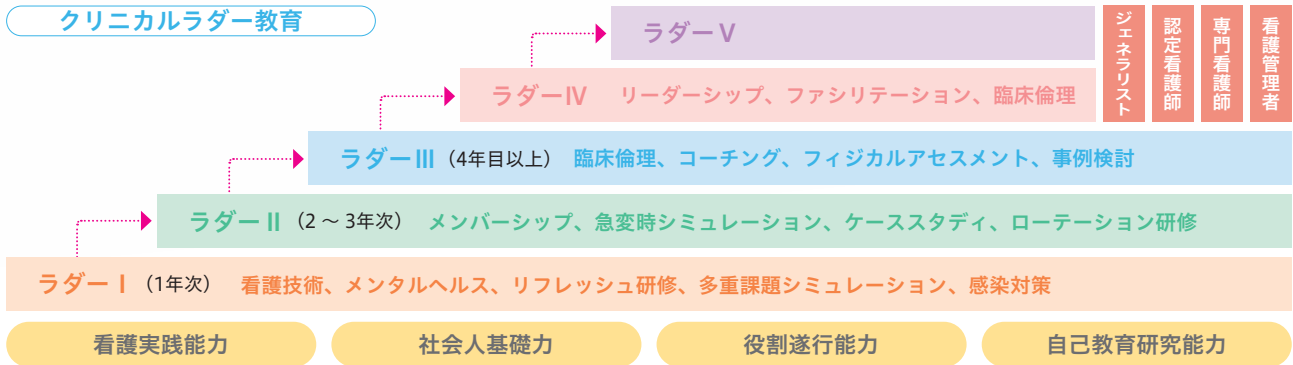 クリニカルラダー教育
ラダーⅤ
ラダーⅣ リーダーシップ、ファシリテーション、臨床倫理
ジェネラリスト
認定看護師
専門看護師
看護管理者
ラダーⅢ（4年目以上） 臨床倫理、コーチング、フィジカルアセスメント、事例検討
ラダーⅡ（2 ～ 3年次） メンバーシップ、急変時シミュレーション、ケーススタディ、ローテーション研修
ラダーⅠ（1年次） 看護技術、メンタルヘルス、リフレッシュ研修、多重課題シミュレーション、感染対策
看護実践能力 社会人基礎力 役割遂行能力 自己教育研究能力